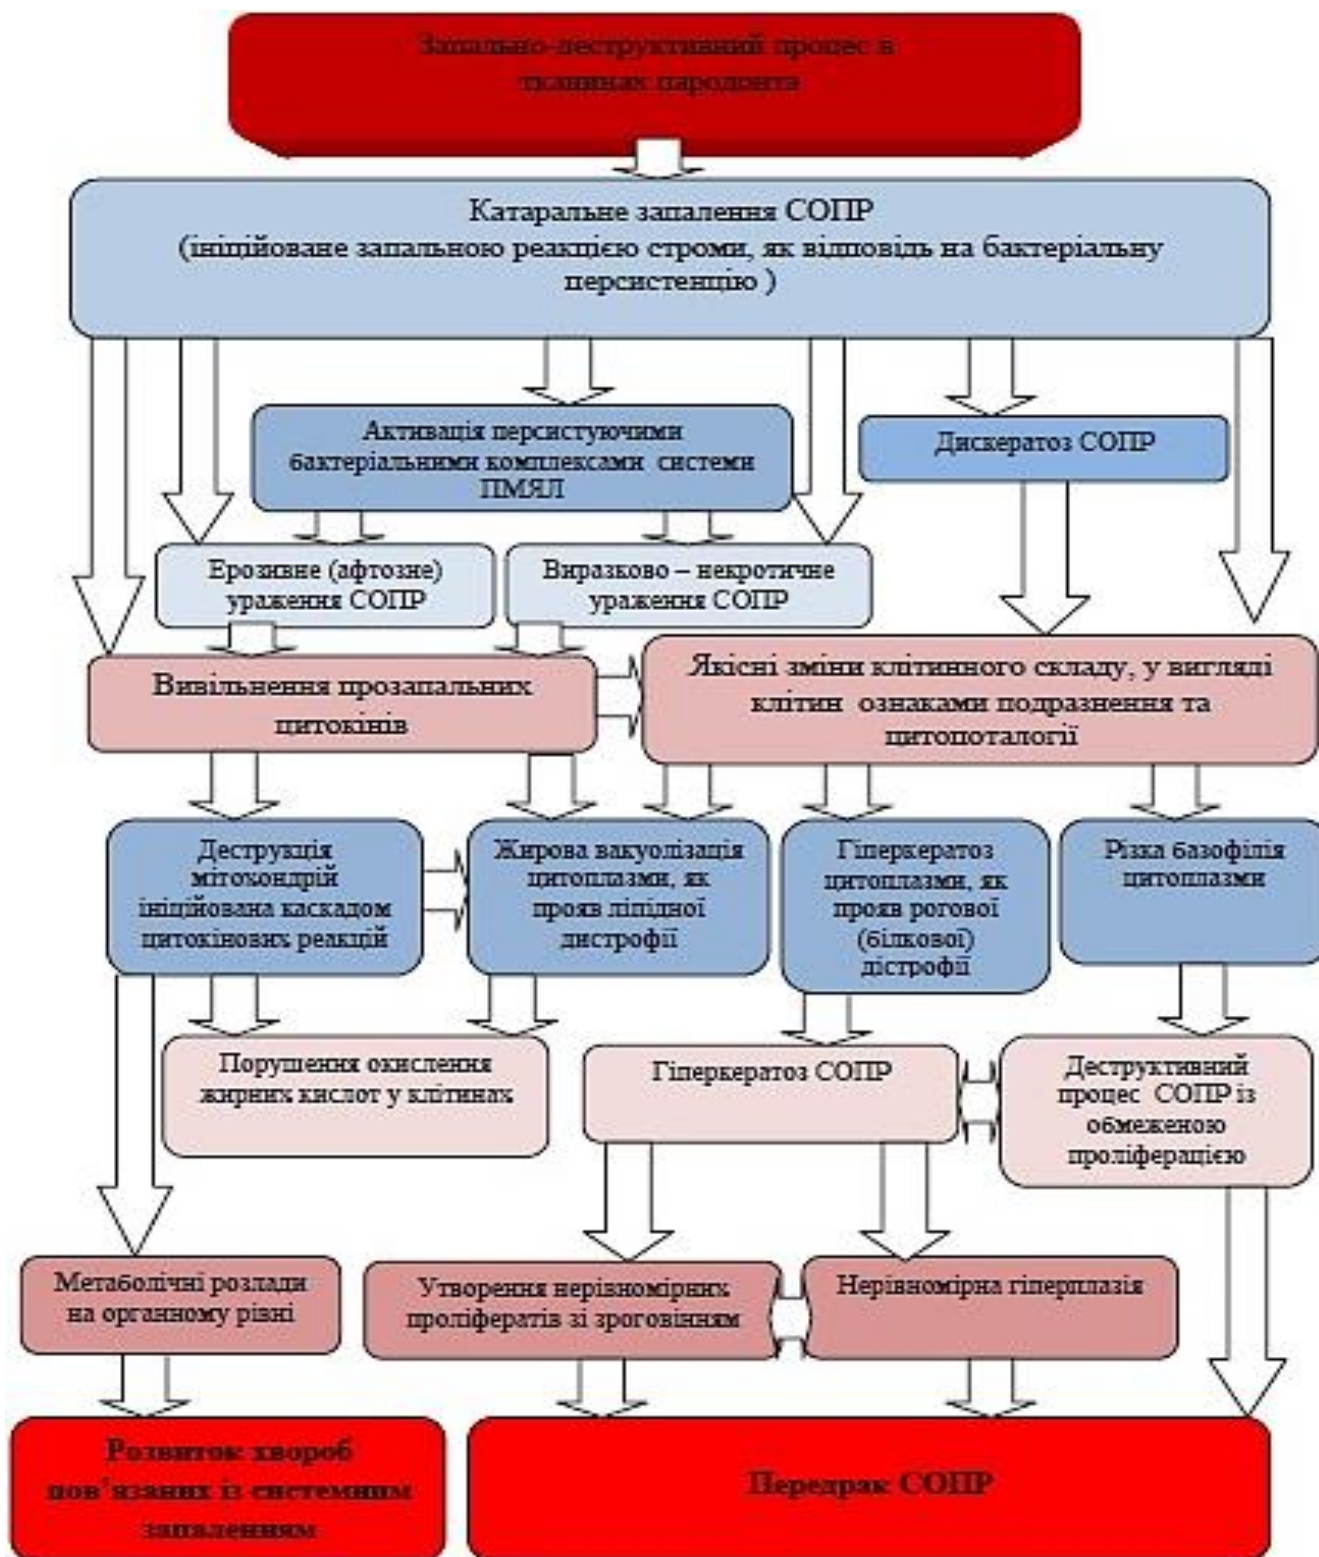 Запально-деструктивний процес в
тканинах пародонта
Катаральне запалення СОПР
(ініційоване запальною реакцією строми, як відповідь на бактеріальну
персистенцію )
Активація персистуючими
бактеріальними комплексами системи
ПМЯЛ
Дискератоз СОПР
Ерозивне (афтозне)
ураження СОПР
Виразково – некротичне
ураження СОПР
Вивільнення прозапальних
цитокінів
Якісні зміни клітинного складу, у вигляді
клітин ознаками подразнення та
цитопоталогії
Деструкція
мітохондрій
ініційована каскадом
цитокінових реакцій
Жирова вакуолізація
цитоплазми, як
прояв ліпідної
дистрофії
Гіперкератоз
цитоплазми, як
прояв рогової
(білкової)
дістрофії
Різка базофілія
цитоплазми
Порушення окислення
жирних кислот у клітинах
Гіперкератоз СОПР
Деструктивний
процес СОПР із
обмеженою
проліферацією
Метаболічні розлади
на органному рівні
Утворення нерівномірних
проліфератів зі зроговінням
Нерівномірна гіперплазія
Розвиток хвороб
пов’язаних із системним
запаленням
Передрак СОПР